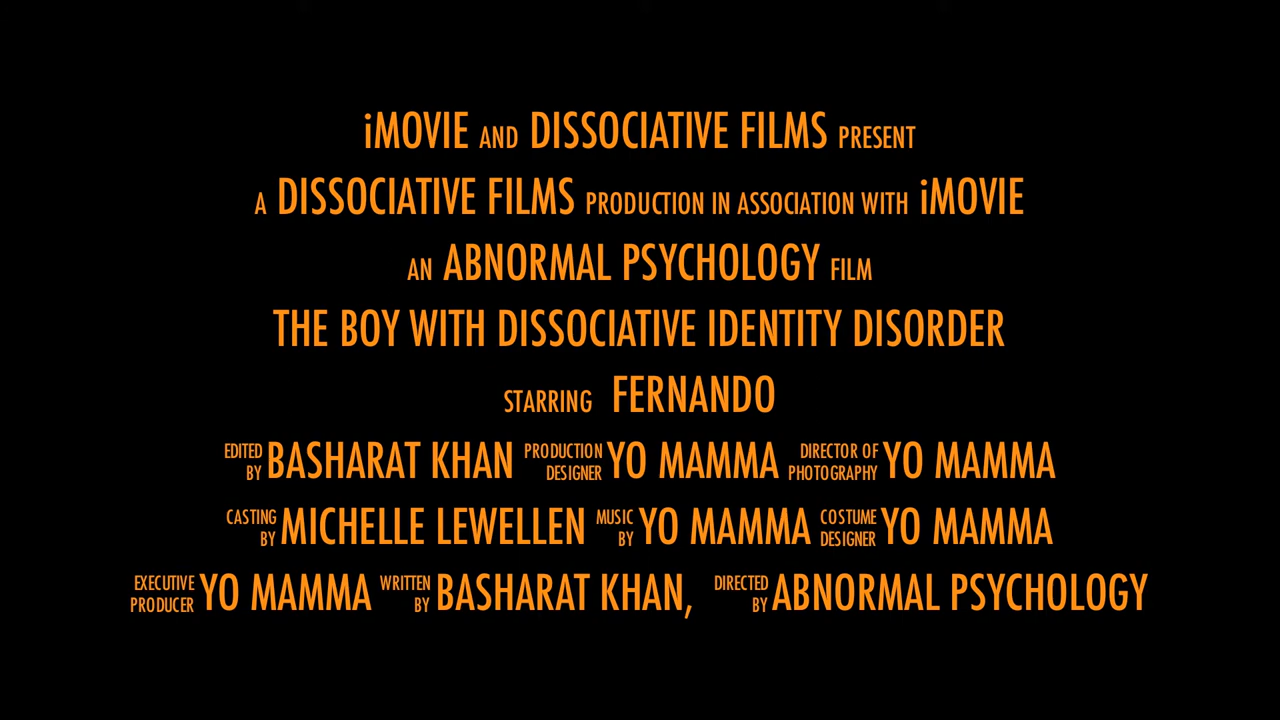 iMOVIE AND DISSOCIATIVE FILMS PRESENT
A DISSOCIATIVE FILMS PRODUCTION IN ASSOCIATION WITH iMOVIE
AN ABNORMAL PSYCHOLOGY FILM
THE BOY WITH DISSOCIATIVE IDENTITY DISORDER
STARRING FERNANDO
EDITED BY BASHARAT KHAN PRODUCTION DESIGNER YO MAMMA DIRECTOR OF PHOTOGRAPHY YO MAMMA
CASTING BY MICHELLE LEWELLEN MUSIC BY YO MAMMA COSTUME DESIGNER YO MAMMA
EXECUTIVE PRODUCER YO MAMMA WRITTEN BY BASHARAT KHAN, DIRECTED BY ABNORMAL PSYCHOLOGY